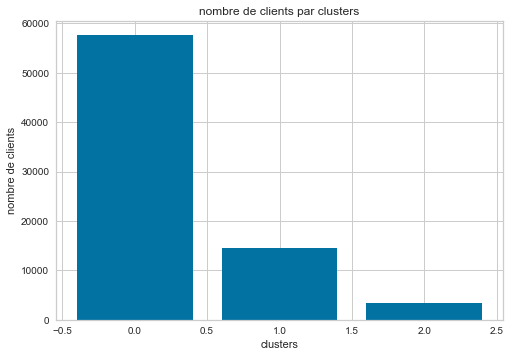 nombre de clients par clusters
60000
50000
40000
30000
20000
10000
0
nombre de clients
−0.5 0.0 0.5 1.0 1.5 2.0 2.5
clusters